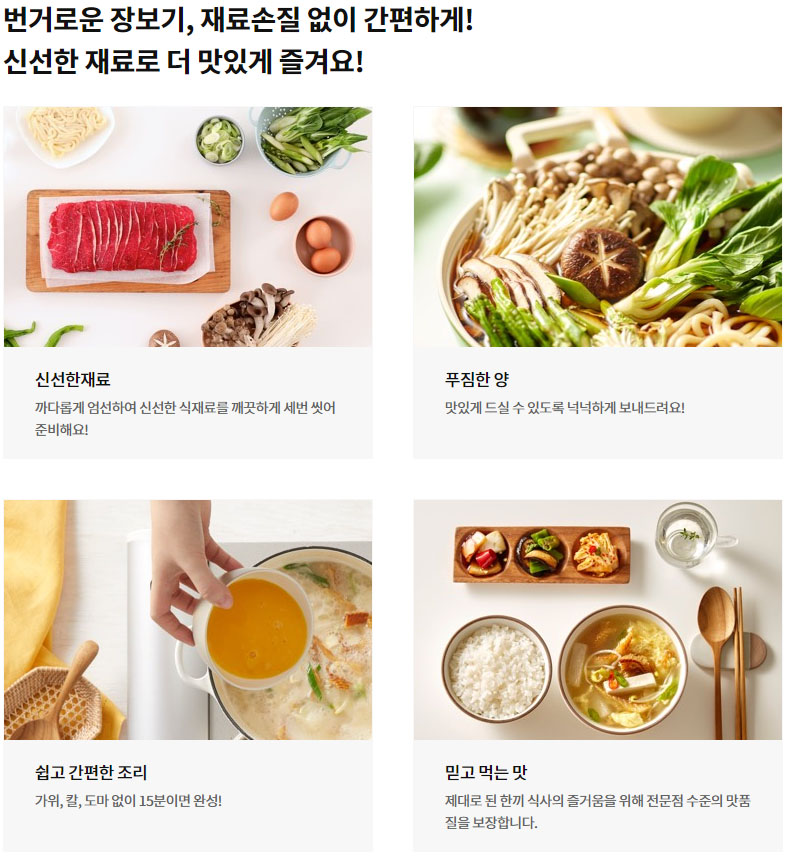 번거로운 장보기, 재료손질 없이 간편하게!
신선한 재료로 더 맛있게 즐겨요!
신선한재료
까다롭게 엄선하여 신선한 식재료를 깨끗하게 세번 씻어
준비해요!
푸짐한 양
맛있게 드실 수 있도록 넉넉하게 보내드려요!
쉽고 간편한 조리
가위, 칼, 도마 없이 15분이면 완성!
믿고 먹는 맛
제대로 된 한끼 식사의 즐거움을 위해 전문점 수준의 맛품
질을 보장합니다.